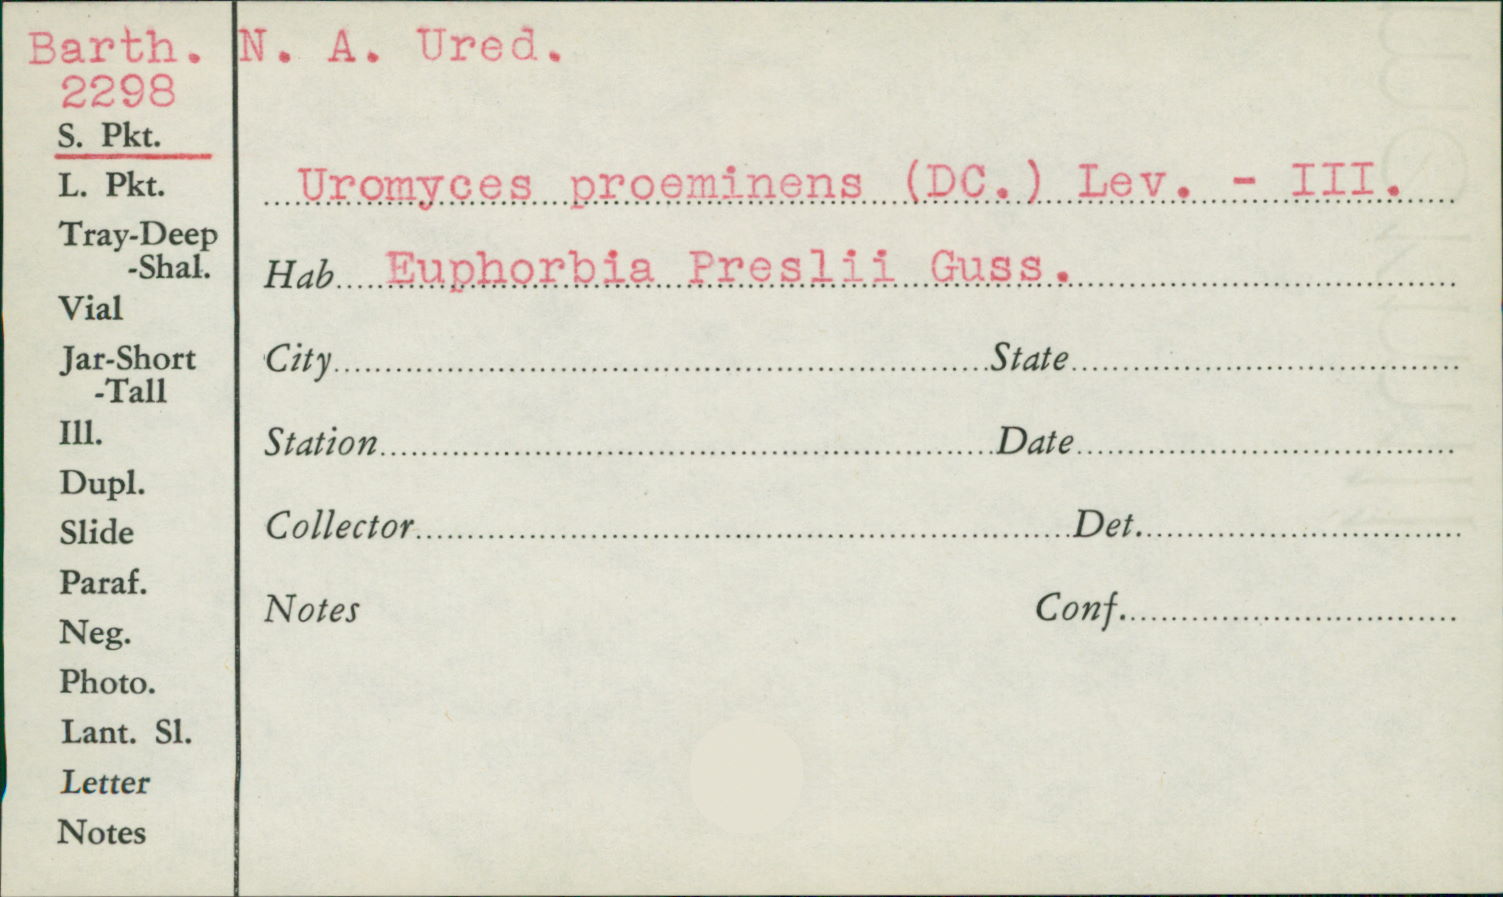 Barth. N. A. Ured.
2298
S. Pkt.
L. Pkt.
Tray-Deep
-Shal.
Vial
Jar-Short
-Tall
Ill.
Dupl.
Slide
Paraf.
Neg.
Photo.
Lant. Sl.
Letter
Notes
Uromyces proeminens (DC.) Lev. - III.
Hab Euphorbia Preslii Guss.
City State
Station Date
Collector Det.
Notes Conf.